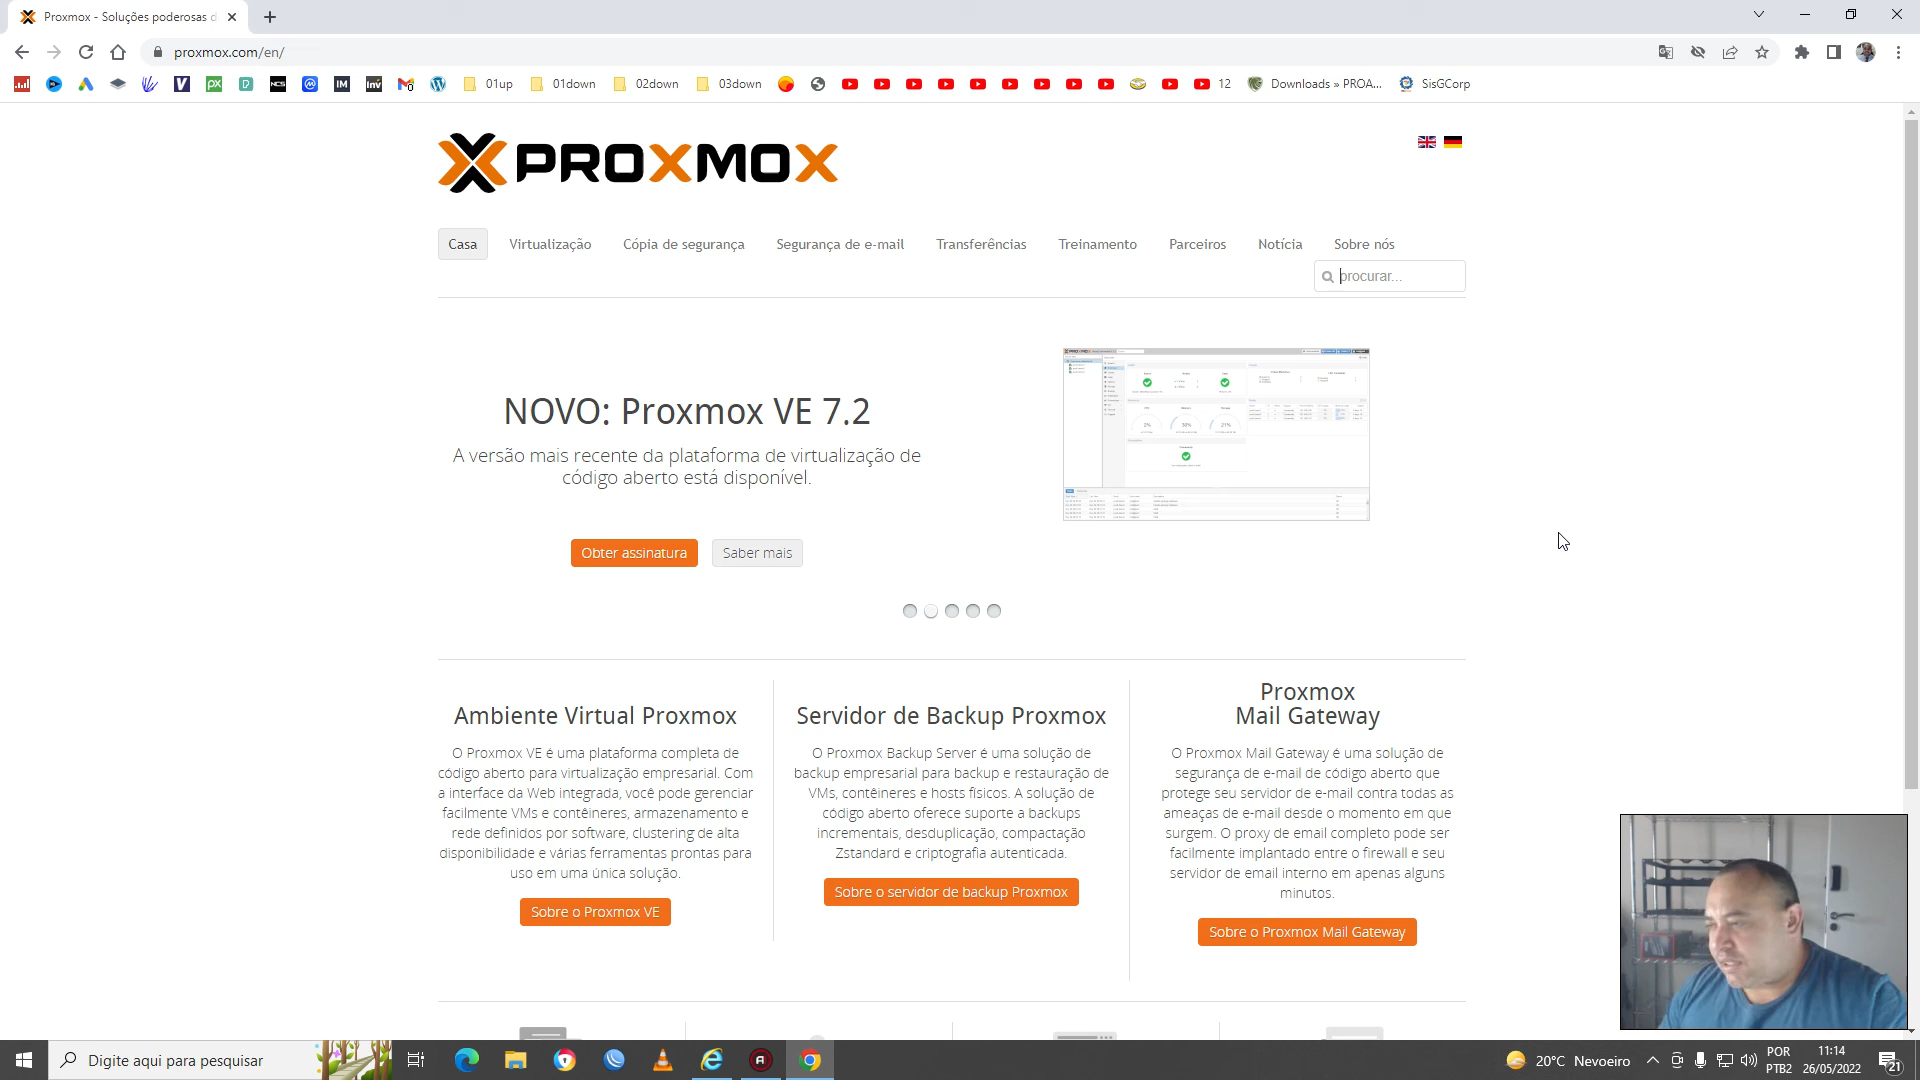 Proxmox - Soluções poderosas d
proxmox.com/en/
01up
01down
02down
03down
12
Downloads » PROA...
SisGCorp
PROXMOX
Casa
Virtualização
Cópia de segurança
Segurança de e-mail
Transferências
Treinamento
Parceiros
Notícia
Sobre nós
procurar...
NOVO: Proxmox VE 7.2
A versão mais recente da plataforma de virtualização de
código aberto está disponível.
Obter assinatura
Saber mais
Ambiente Virtual Proxmox
O Proxmox VE é uma plataforma completa de
código aberto para virtualização empresarial. Com
a interface da Web integrada, você pode gerenciar
facilmente VMs e contêineres, armazenamento e
rede definidos por software, clustering de alta
disponibilidade e várias ferramentas prontas para
uso em uma única solução.
Sobre o Proxmox VE
Servidor de Backup Proxmox
O Proxmox Backup Server é uma solução de
backup empresarial para backup e restauração de
VMs, contêineres e hosts físicos. A solução de
código aberto oferece suporte a backups
incrementais, desduplicação, compactação
Zstandard e criptografia autenticada.
Sobre o servidor de backup Proxmox
Proxmox
Mail Gateway
O Proxmox Mail Gateway é uma solução de
segurança de e-mail de código aberto que
protege seu servidor de e-mail contra todas as
ameaças de e-mail desde o momento em que
surgem. O proxy de email completo pode ser
facilmente implantado entre o firewall e seu
servidor de email interno em apenas alguns
minutos.
Sobre o Proxmox Mail Gateway
Digite aqui para pesquisar
20°C Nevoeiro
POR
PTB2
11:14
26/05/2022
21